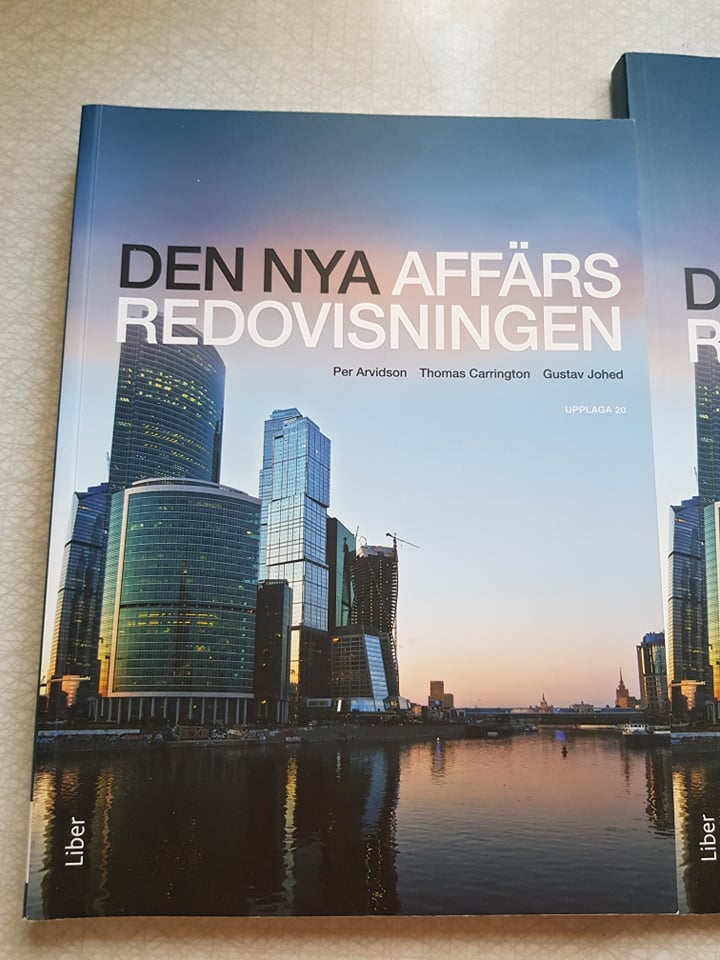 DEN NYA AFFÄRS
REDOVISNINGEN
Per Arvidson Thomas Carrington Gustav Johed
UPPLAGA 20
Liber
D
R
Liber